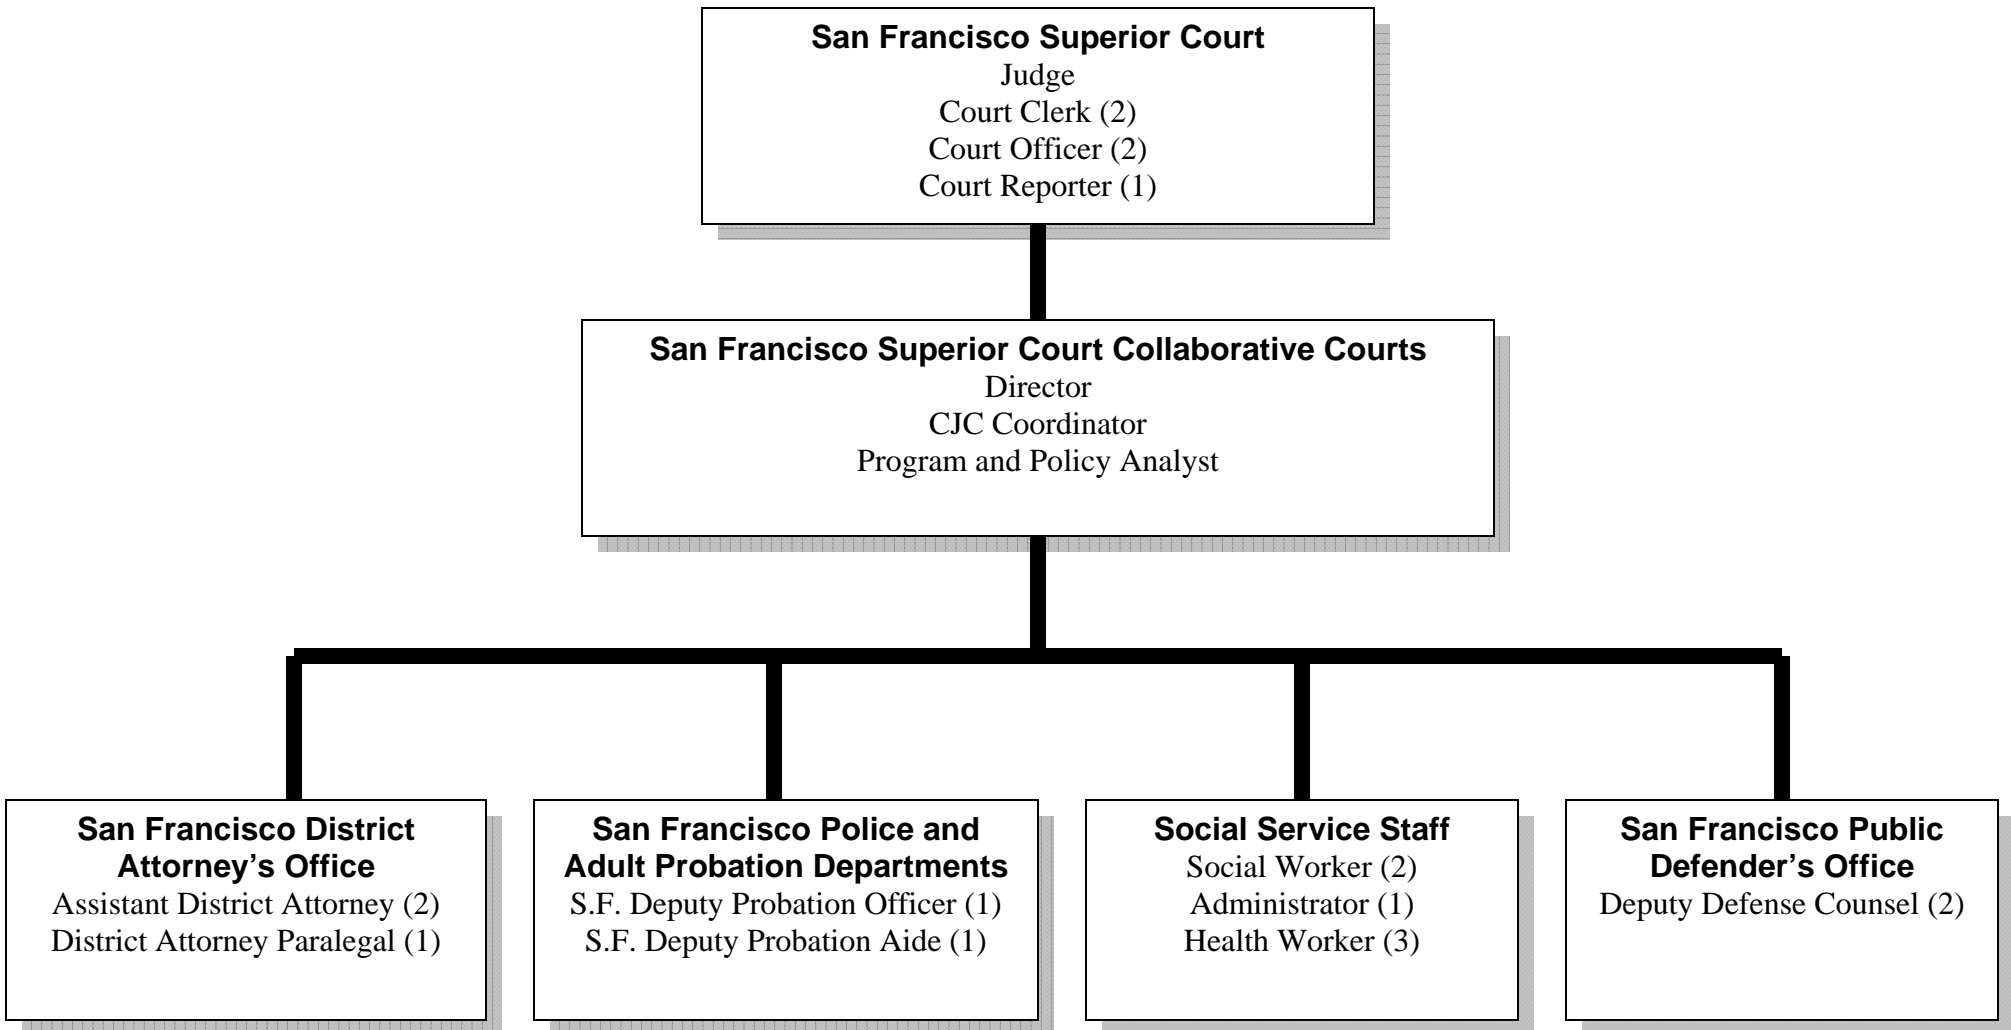 San Francisco Superior Court
Judge
Court Clerk (2)
Court Officer (2)
Court Reporter (1)
San Francisco Superior Court Collaborative Courts
Director
CJC Coordinator
Program and Policy Analyst
San Francisco District
Attorney’s Office
Assistant District Attorney (2)
District Attorney Paralegal (1)
San Francisco Police and
Adult Probation Departments
S.F. Deputy Probation Officer (1)
S.F. Deputy Probation Aide (1)
Social Service Staff
Social Worker (2)
Administrator (1)
Health Worker (3)
San Francisco Public
Defender’s Office
Deputy Defense Counsel (2)